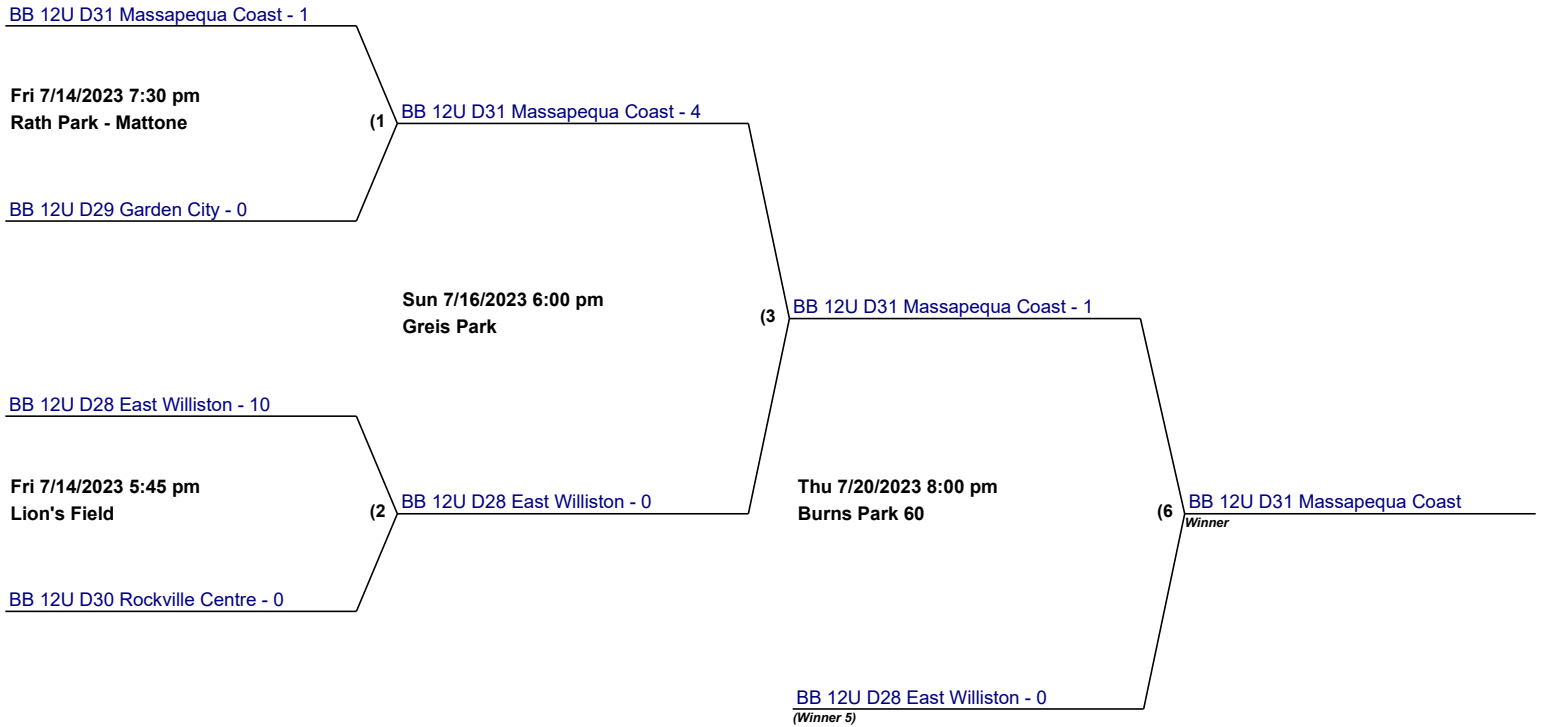 BB 12U D31 Massapequa Coast - 1
Fri 7/14/2023 7:30 pm
Rath Park - Mattone
(1
BB 12U D31 Massapequa Coast - 4
BB 12U D29 Garden City - 0
Sun 7/16/2023 6:00 pm
Greis Park
(3
BB 12U D31 Massapequa Coast - 1
BB 12U D28 East Williston - 10
Fri 7/14/2023 5:45 pm
Lion's Field
(2
BB 12U D28 East Williston - 0
Thu 7/20/2023 8:00 pm
Burns Park 60
(6
BB 12U D31 Massapequa Coast
Winner
BB 12U D30 Rockville Centre - 0
BB 12U D28 East Williston - 0
(Winner 5)